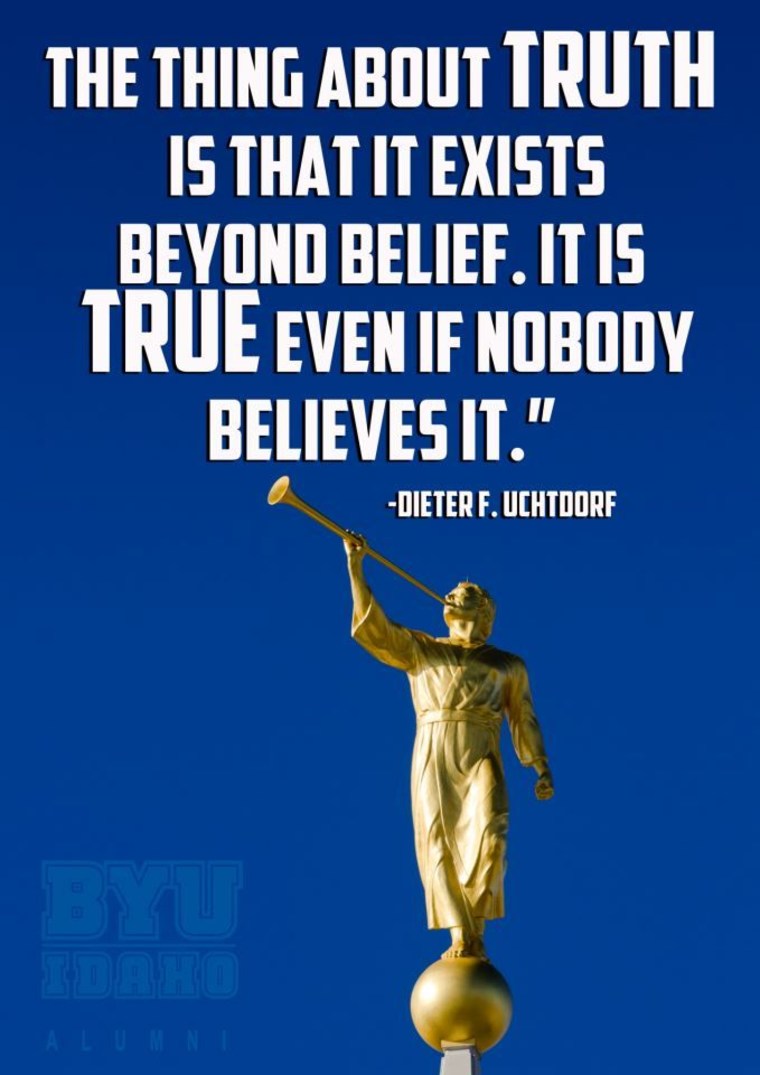 THE THING ABOUT TRUTH
IS THAT IT EXISTS
BEYOND BELIEF. IT IS
TRUE EVEN IF NOBODY
BELIEVES IT."
-DIETER F. UCHTDORF
BYU
IDAHO
ALUMNI